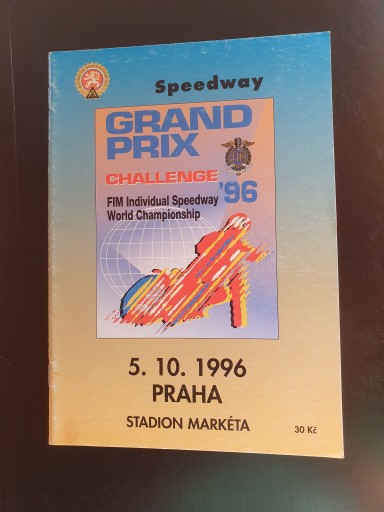 Speedway
GRAND
PRIX
CHALLENGE '96
FIM Individual Speedway
World Championship
5. 10. 1996
PRAHA
STADION MARKÉTA
30 Kč